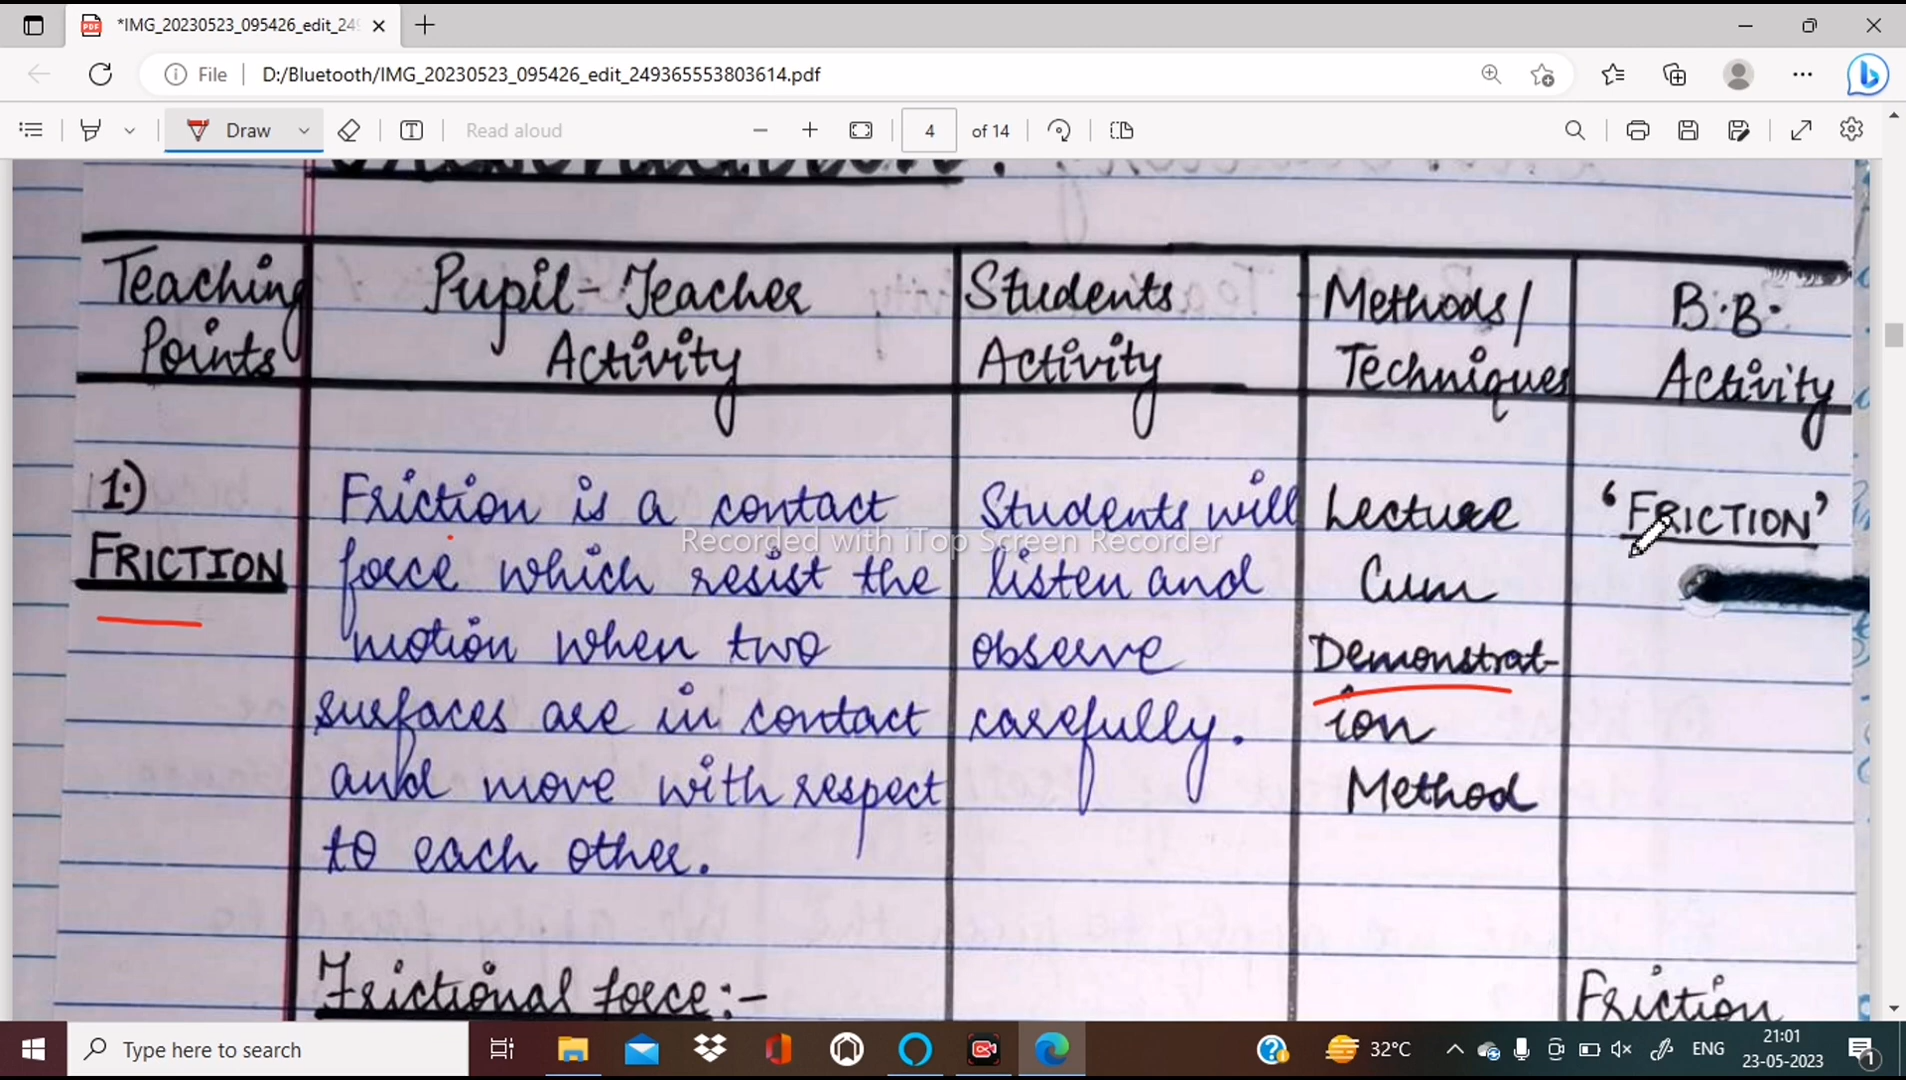 *IMG_20230523_095426_edit_249
File
D:/Bluetooth/IMG_20230523_095426_edit_249365553803614.pdf
Draw
Read aloud
4 of 14
Teaching Points
Pupil-Teacher Activity
Students Activity
Methods/ Techniques
B.B. Activity
1.)
FRICTION
Friction is a contact
force which resist the
motion when two
surfaces are in contact
and move with respect
to each other.
Students will
listen and
observe
carefully.
Lecture
Cum
Demonstrat-
ion
Method
'FRICTION'
Recorded with iTop Screen Recorder
Frictional force:-
Friction
Type here to search
32°C
ENG
21:01
23-05-2023
1